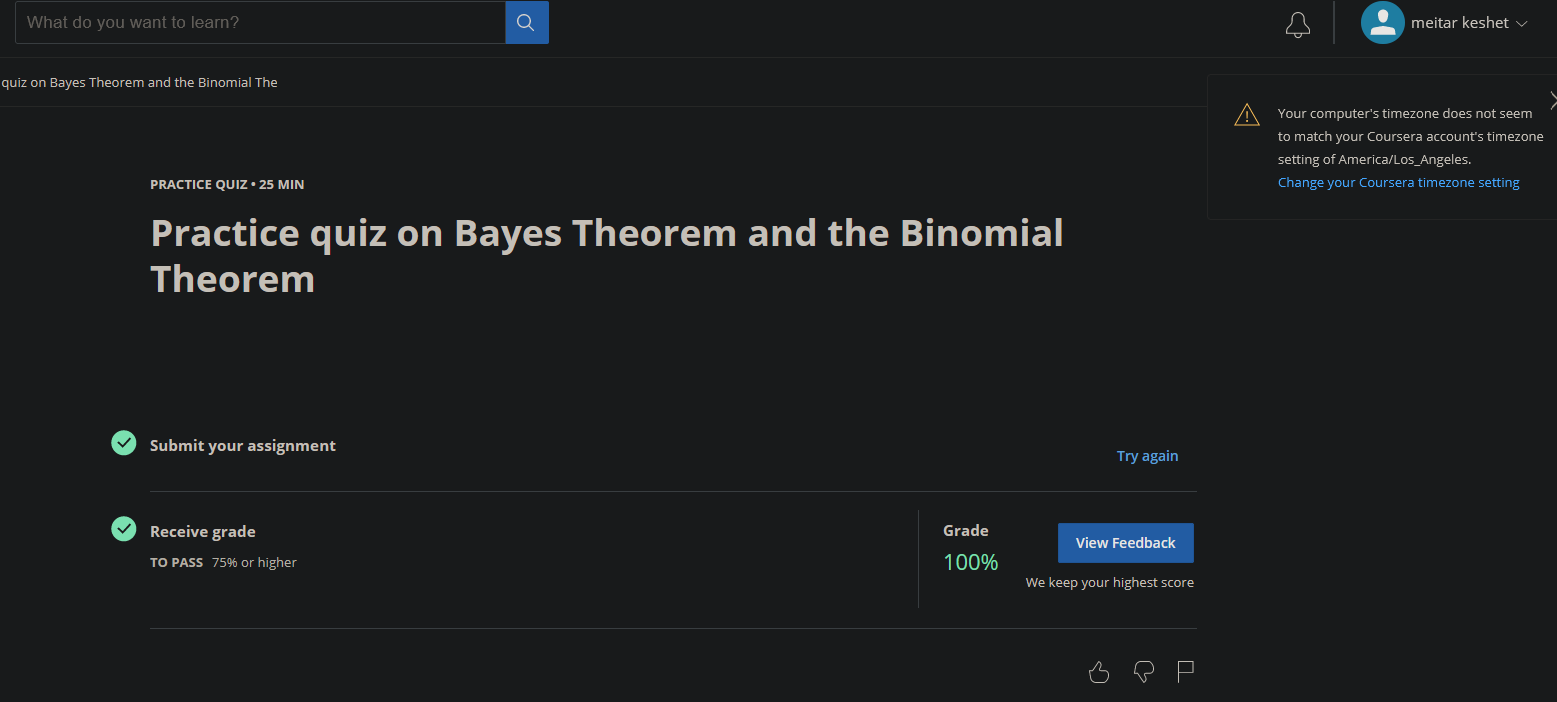 What do you want to learn?
meitar keshet
quiz on Bayes Theorem and the Binomial The
Your computer's timezone does not seem
to match your Coursera account's timezone
setting of America/Los_Angeles.
Change your Coursera timezone setting
PRACTICE QUIZ • 25 MIN
Practice quiz on Bayes Theorem and the Binomial
Theorem
Submit your assignment
Try again
Receive grade
TO PASS 75% or higher
Grade
100%
View Feedback
We keep your highest score